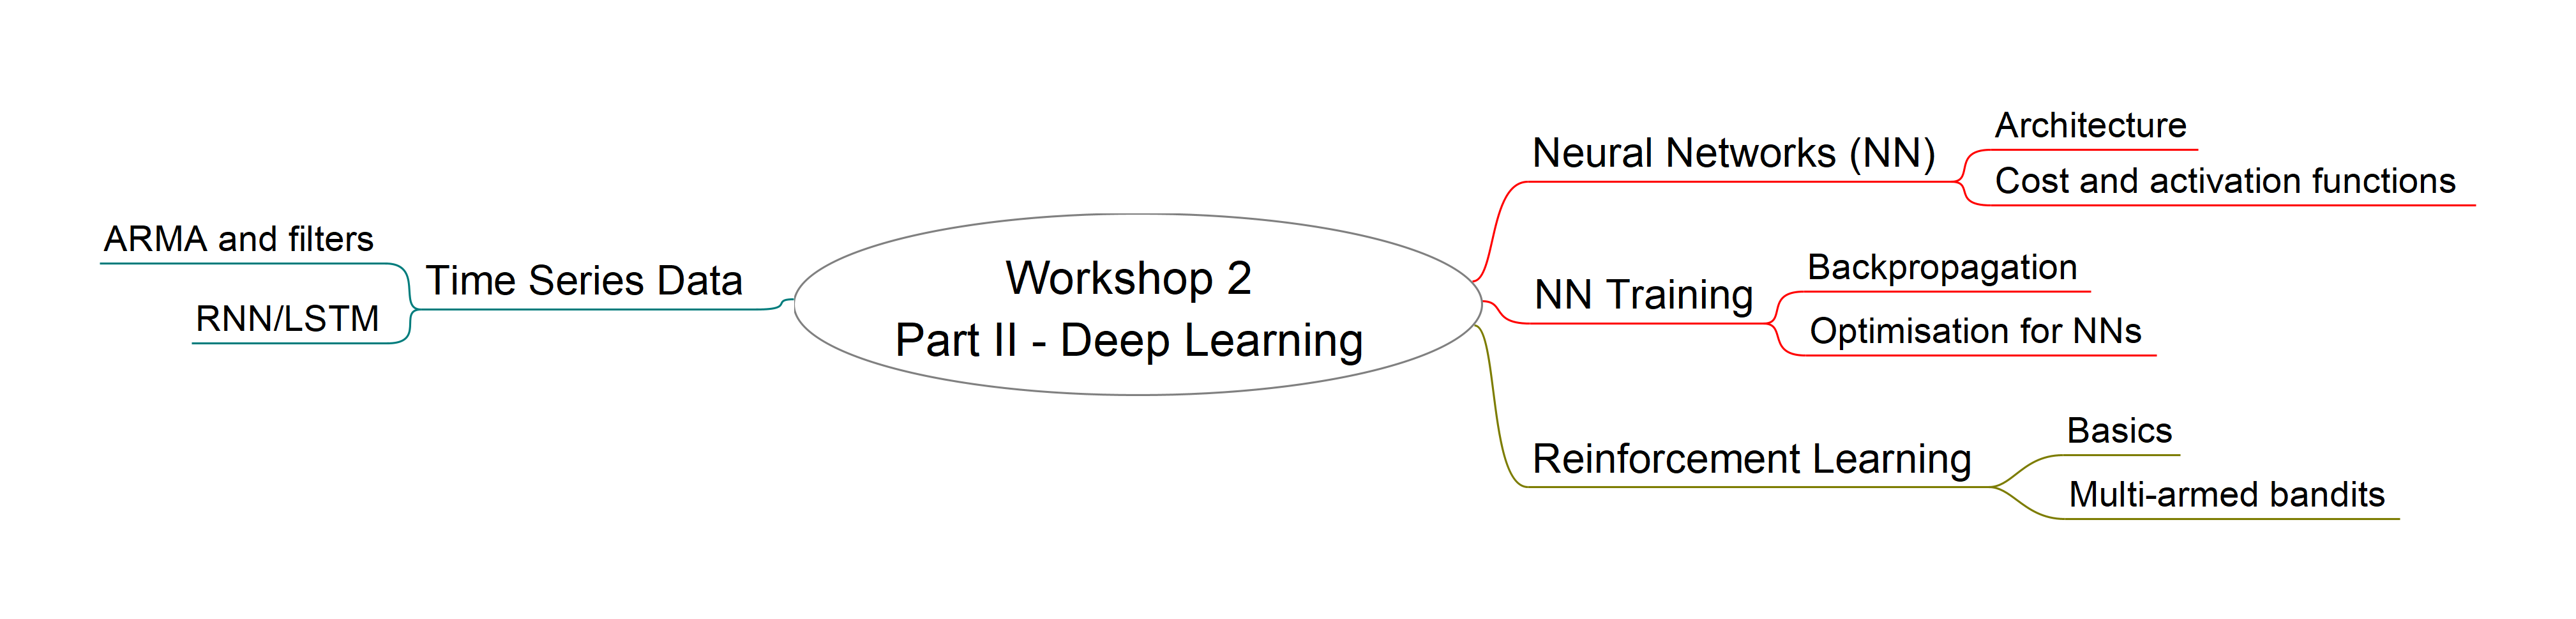 Workshop 2
Part II - Deep Learning
Neural Networks (NN)
Architecture
Cost and activation functions
NN Training
Backpropagation
Optimisation for NNs
Reinforcement Learning
Basics
Multi-armed bandits
Time Series Data
ARMA and filters
RNN/LSTM